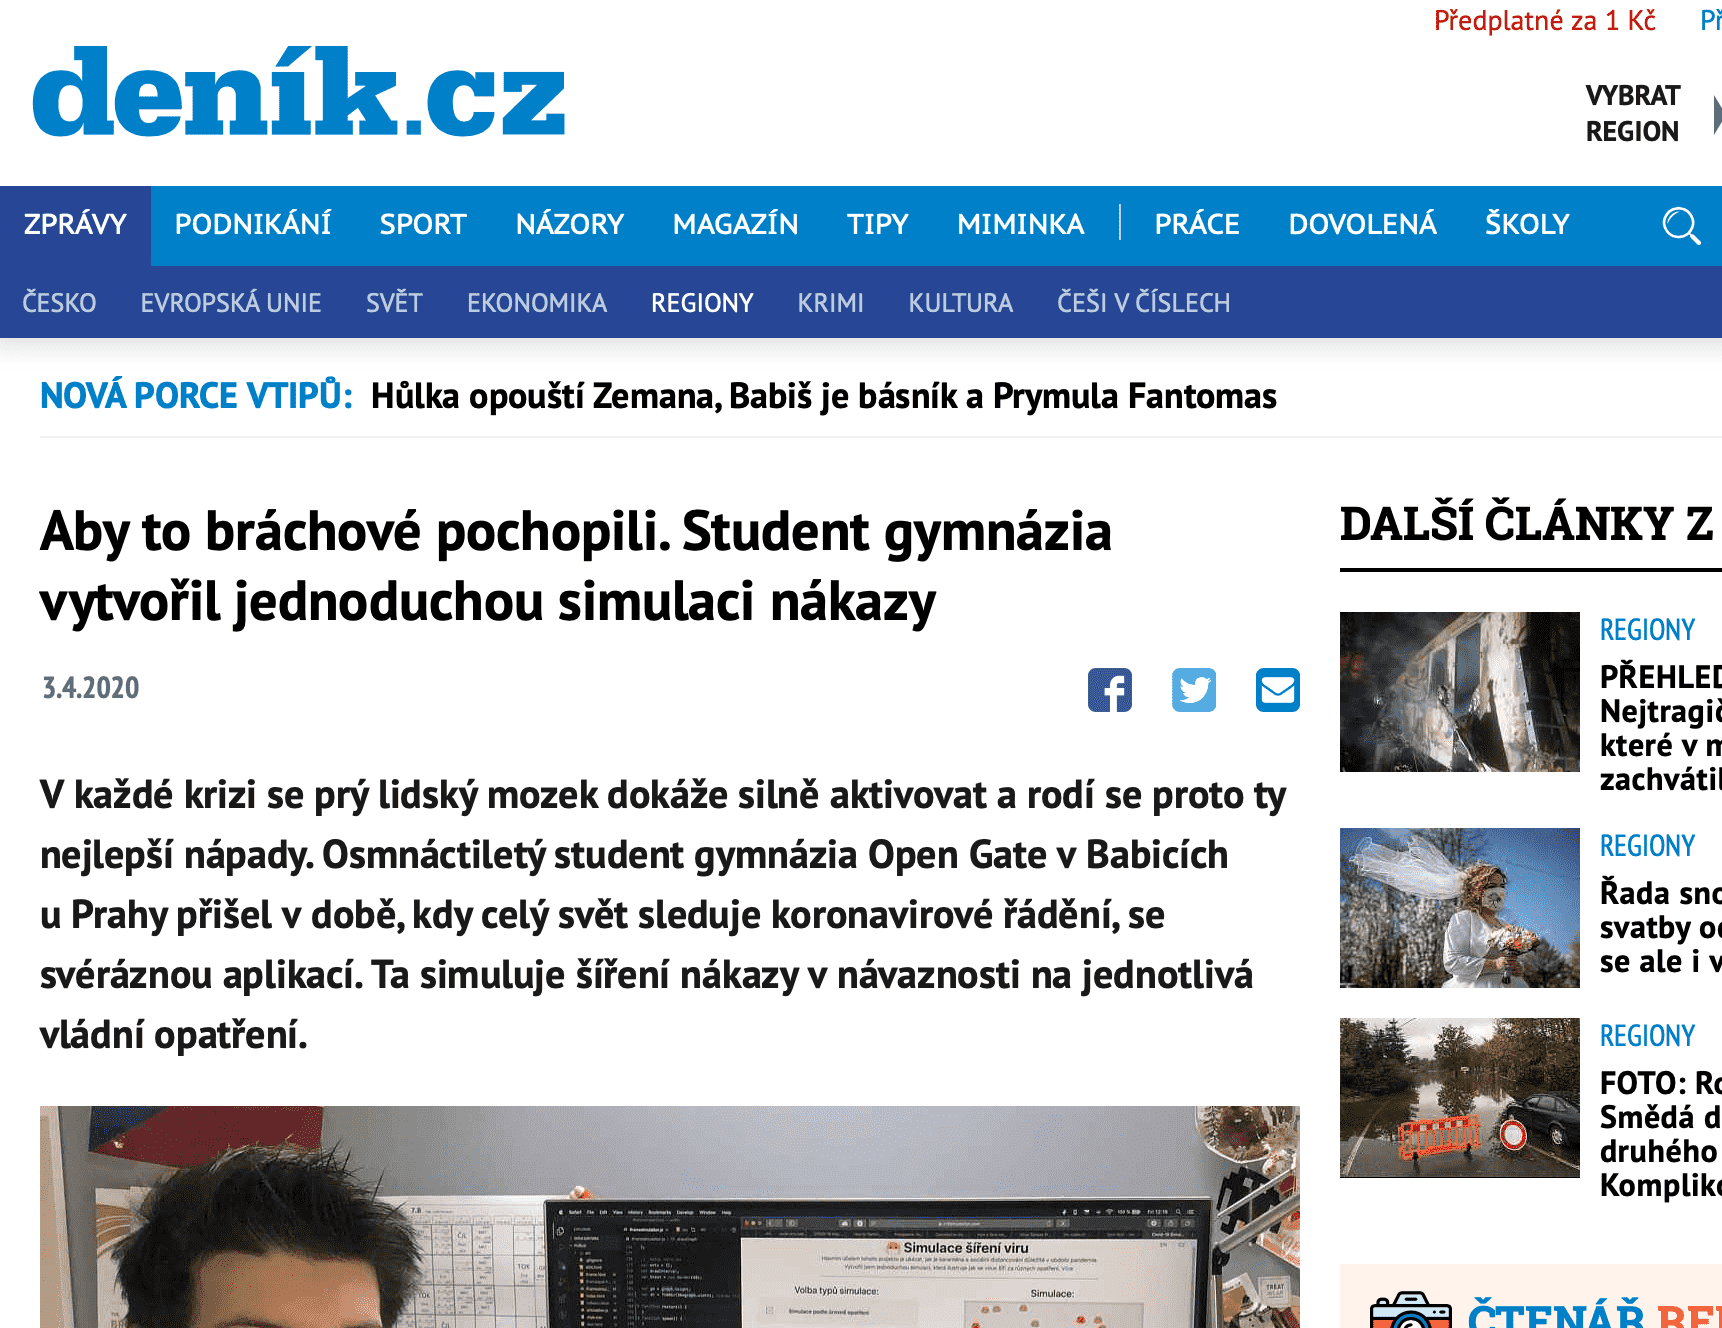 Předplatné za 1 Kč
deník.cz
VYBRAT
REGION
ZPRÁVY PODNIKÁNÍ SPORT NÁZORY MAGAZÍN TIPY MIMINKA PRÁCE DOVOLENÁ ŠKOLY
ČESKO EVROPSKÁ UNIE SVĚT EKONOMIKA REGIONY KRIMI KULTURA ČEŠI V ČÍSLECH
NOVÁ PORCE VTIPŮ: Hůlka opouští Zemana, Babiš je básník a Prymula Fantomas
Aby to bráchové pochopili. Student gymnázia
vytvořil jednoduchou simulaci nákazy
3.4.2020
V každé krizi se prý lidský mozek dokáže silně aktivovat a rodí se proto ty
nejlepší nápady. Osmnáctiletý student gymnázia Open Gate v Babicích
u Prahy přišel v době, kdy celý svět sleduje koronavirové řádění, se
svéráznou aplikací. Ta simuluje šíření nákazy v návaznosti na jednotlivá
vládní opatření.
Simulace šíření viru
Volba typů simulace:
Simulace:
Simulace podle úrovně opatření
DALŠÍ ČLÁNKY Z
REGIONY
PŘEHLED
Nejtragič
které v m
zachvátil
REGIONY
Řada sno
svatby od
se ale i v
REGIONY
FOTO: Ro
Smědá d
druhého
Kompliko
ČTENÁŘ